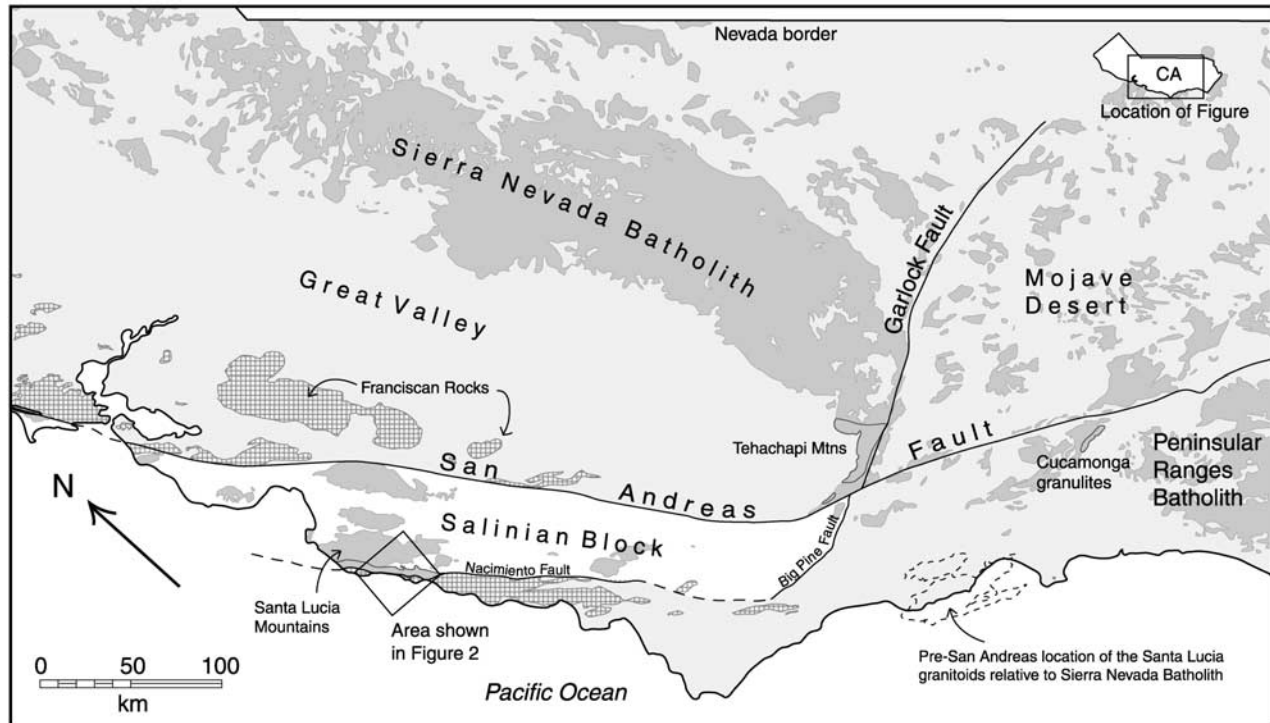 Nevada border
CA
Location of Figure
Sierra Nevada Batholith
Garlock Fault
Mojave
Desert
Great Valley
Franciscan Rocks
Tehachapi Mtns
San Andreas Fault
Cucamonga
granulites
Peninsular
Ranges
Batholith
N
Salinian Block
Big Pine Fault
Nacimiento Fault
Santa Lucia
Mountains
Area shown
in Figure 2
Pre-San Andreas location of the Santa Lucia
granitoids relative to Sierra Nevada Batholith
0 50 100
km
Pacific Ocean